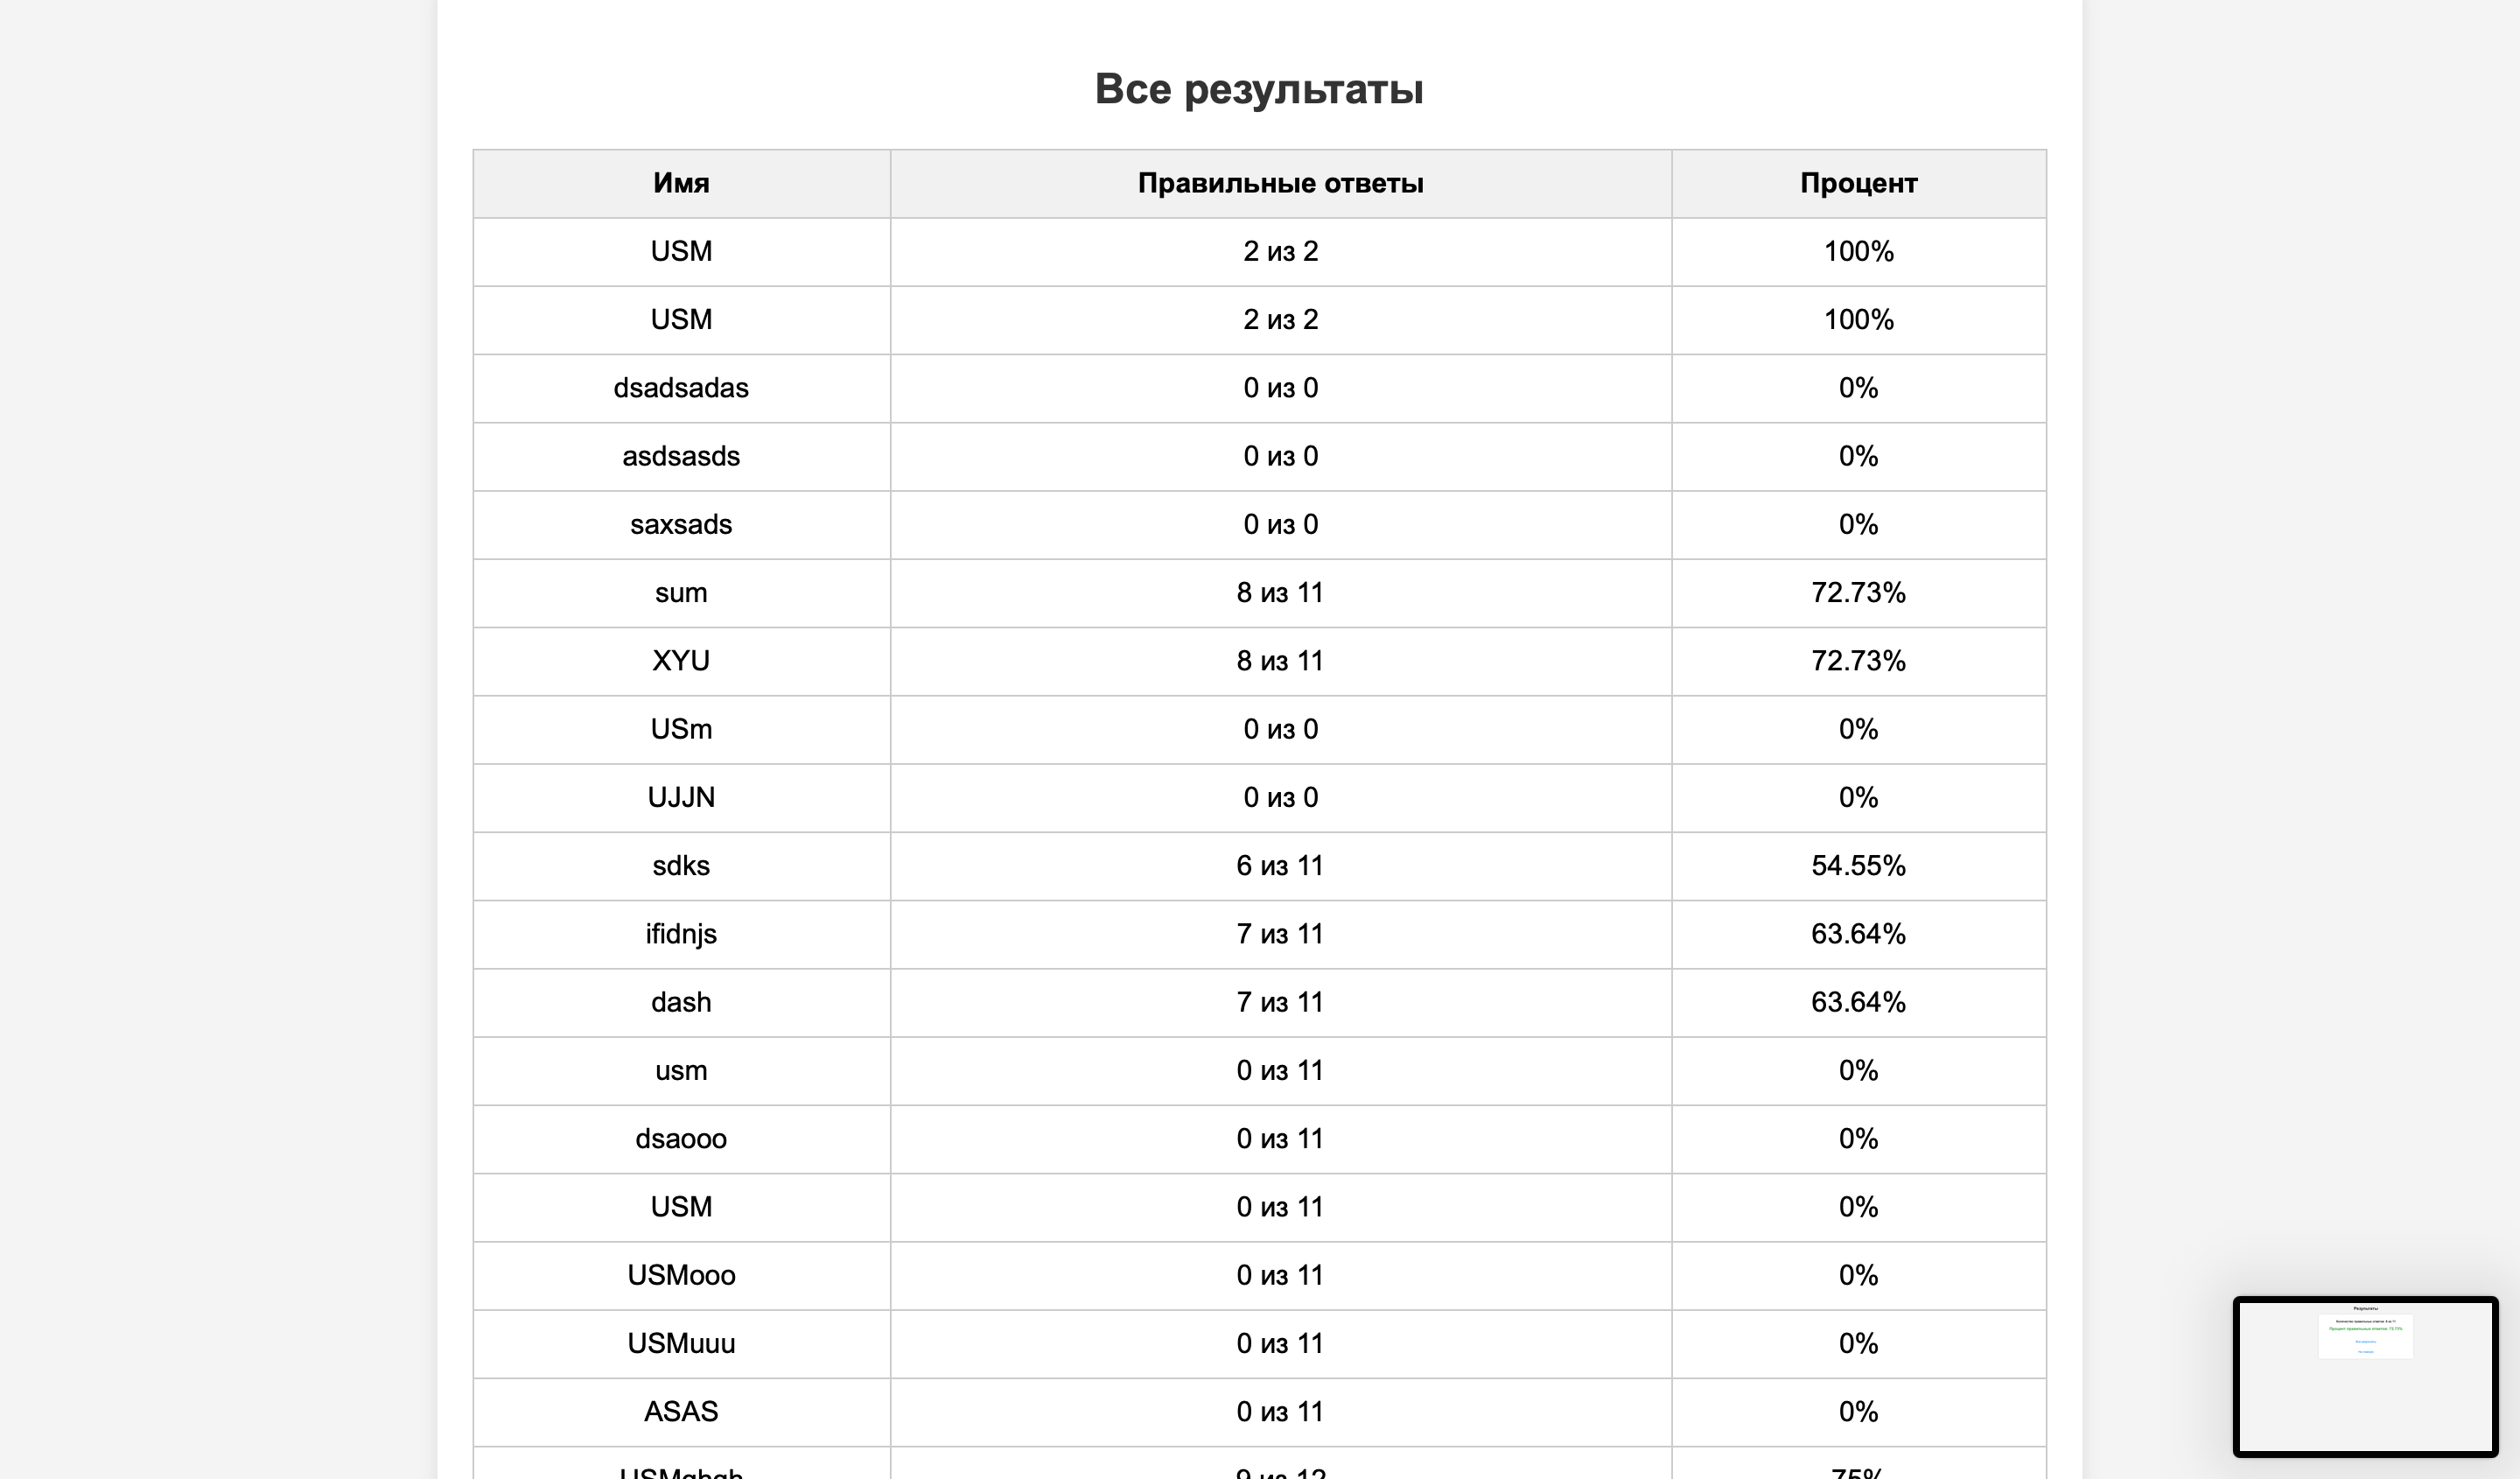 Все результаты
Имя Правильные ответы Процент
USM 2 из 2 100%
USM 2 из 2 100%
dsadsadas 0 из 0 0%
asdsasds 0 из 0 0%
saxsads 0 из 0 0%
sum 8 из 11 72.73%
XYU 8 из 11 72.73%
USm 0 из 0 0%
UJJN 0 из 0 0%
sdks 6 из 11 54.55%
ifidnjs 7 из 11 63.64%
dash 7 из 11 63.64%
usm 0 из 11 0%
dsaooo 0 из 11 0%
USM 0 из 11 0%
USMooo 0 из 11 0%
USMuuu 0 из 11 0%
ASAS 0 из 11 0%
USMghgh 9 из 12 75%
Результаты